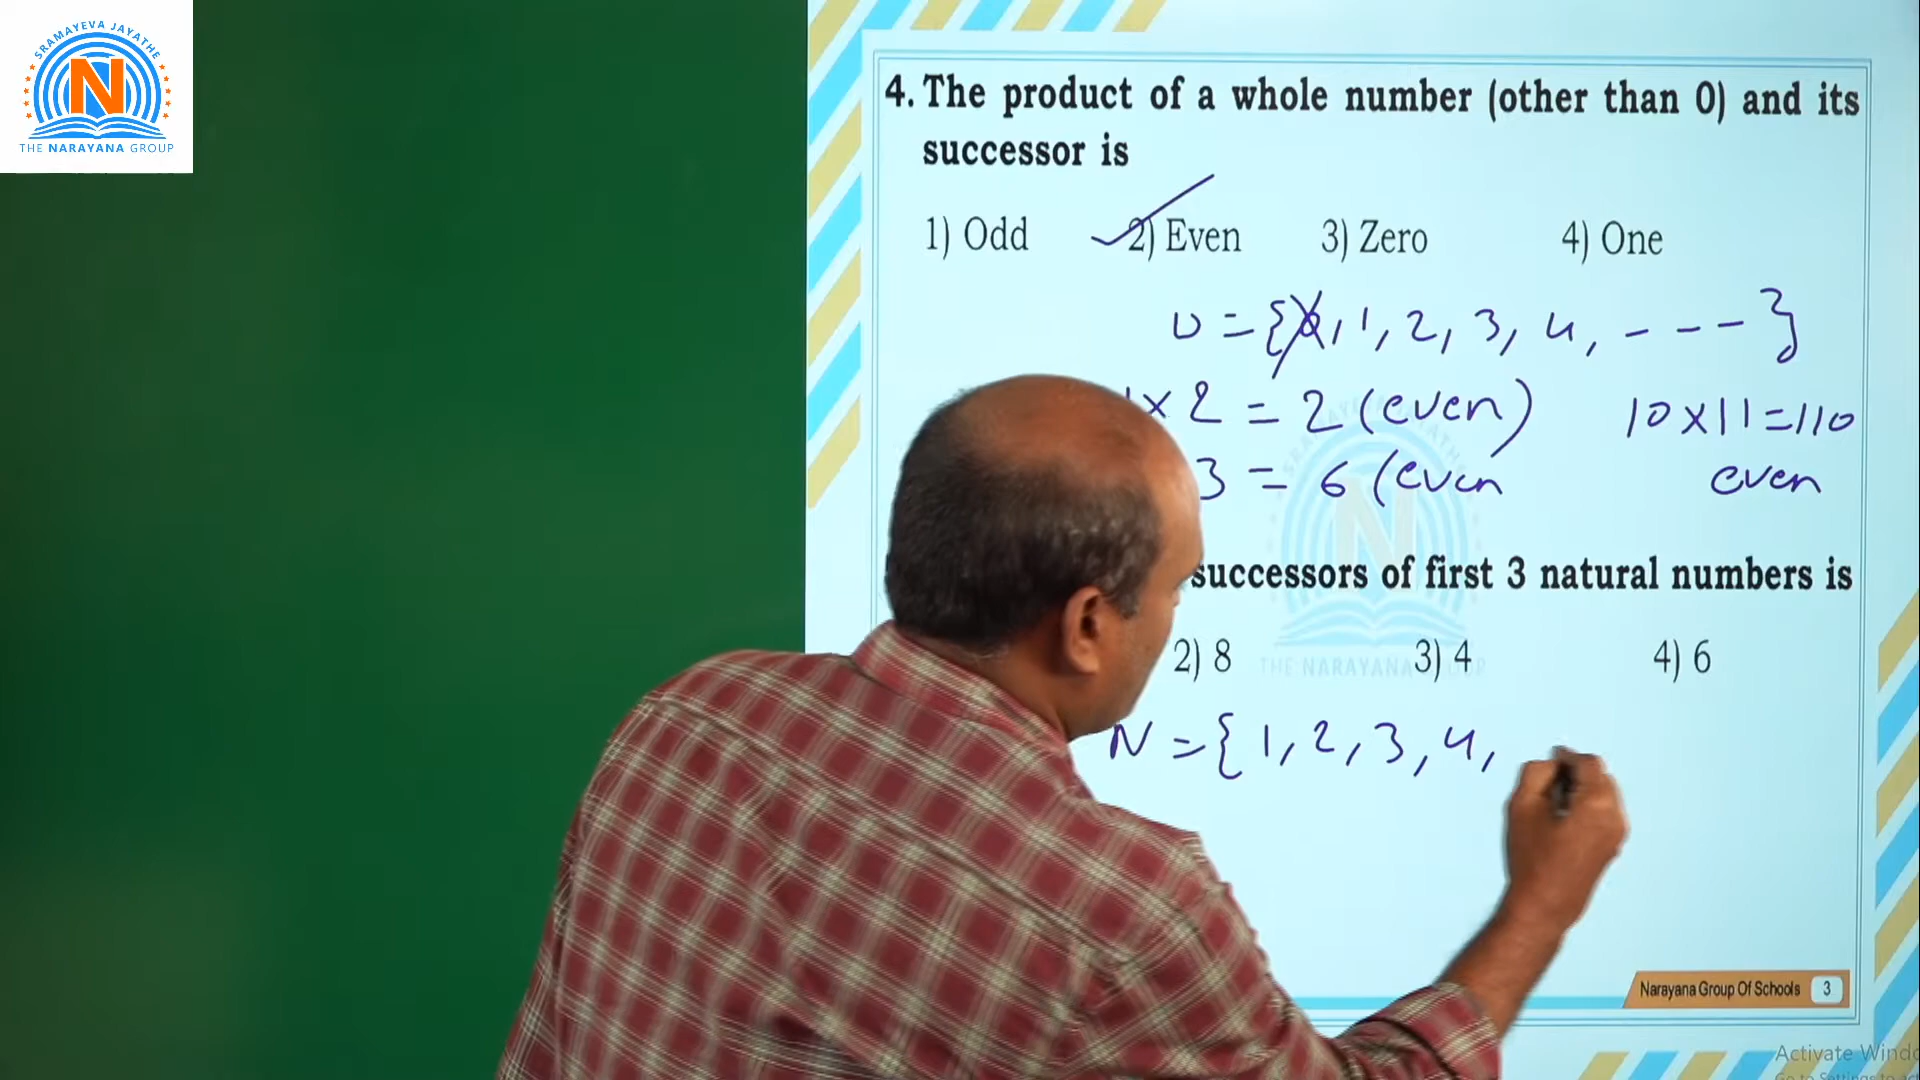 SRAMAYEVA JAYATHE
N
THE NARAYANA GROUP
4. The product of a whole number (other than 0) and its
successor is
1) Odd 2) Even 3) Zero 4) One
= { 0, 1, 2, 3, 4, - - - }
1 x 2 = 2 (even) 10 x 11 = 110
3 = 6 (even even
successors of first 3 natural numbers is
2) 8 3) 4 4) 6
THE NARAYANA
N = { 1, 2, 3, 4,
Narayana Group Of Schools 3
Activate